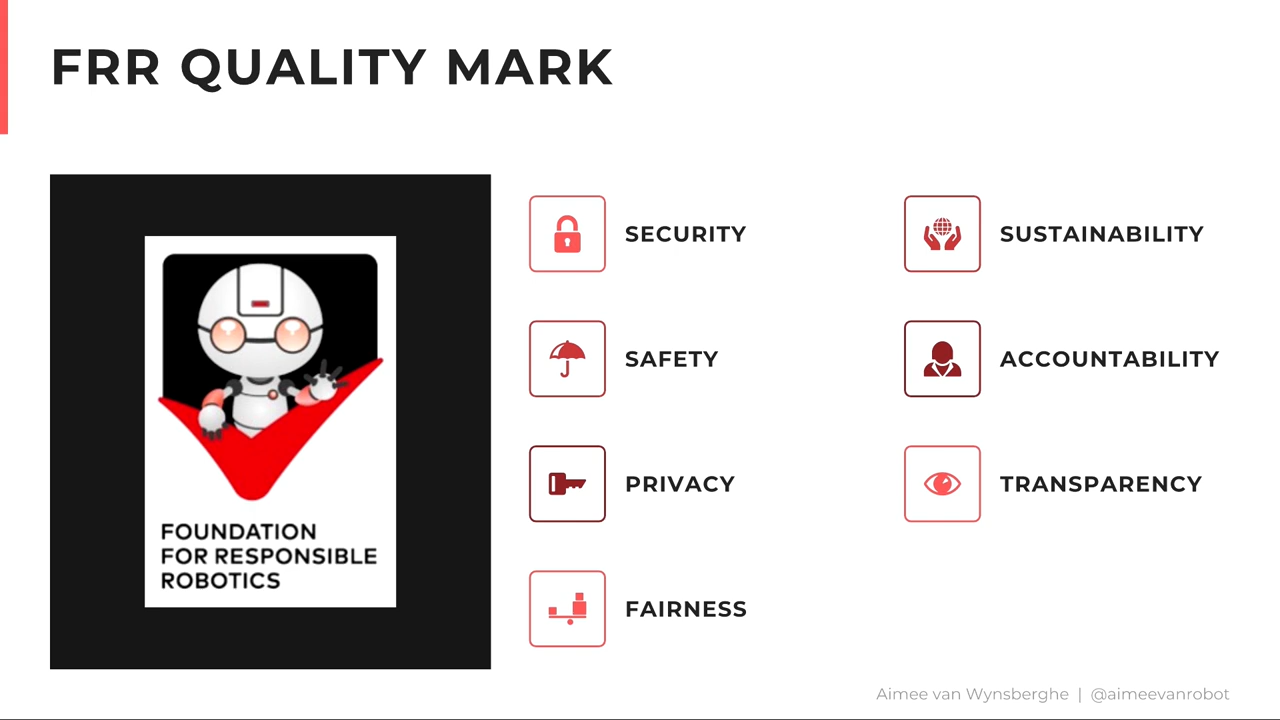 FRR QUALITY MARK
FOUNDATION
FOR RESPONSIBLE
ROBOTICS
SECURITY
SAFETY
PRIVACY
FAIRNESS
SUSTAINABILITY
ACCOUNTABILITY
TRANSPARENCY
Aimee van Wynsberghe | @aimeevanrobot